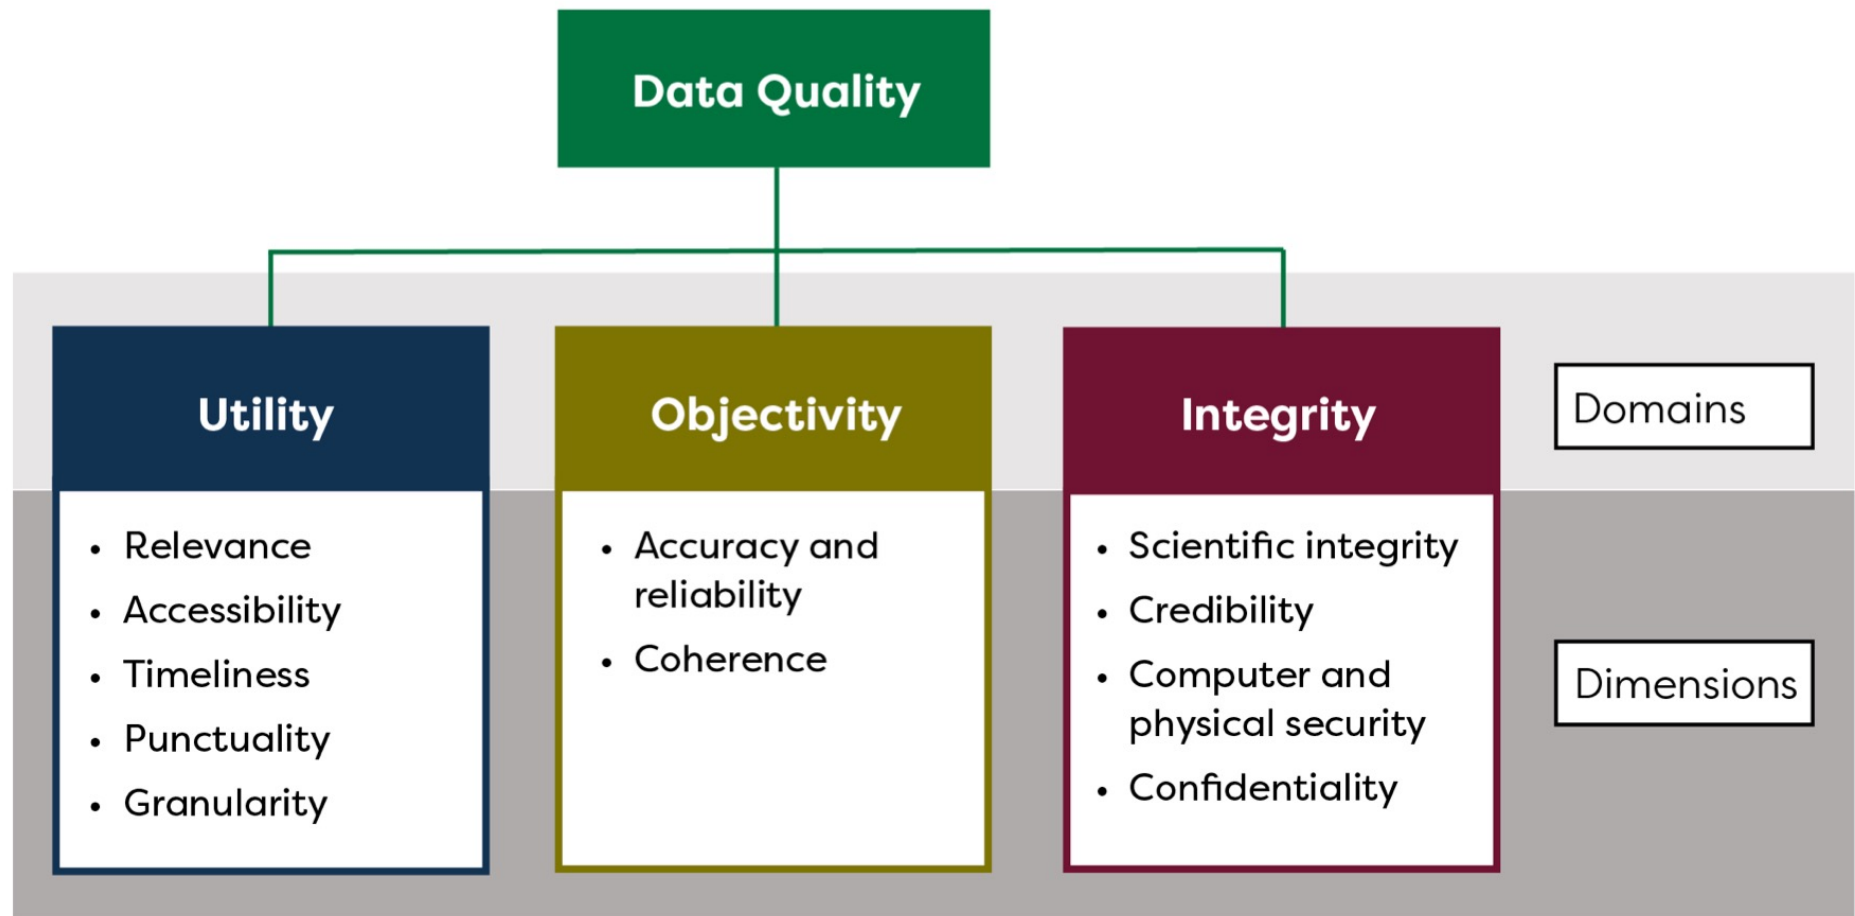 Data Quality
Utility
Objectivity
Integrity
Domains
• Relevance
• Accessibility
• Timeliness
• Punctuality
• Granularity
• Accuracy and
reliability
• Coherence
• Scientific integrity
• Credibility
• Computer and
physical security
• Confidentiality
Dimensions